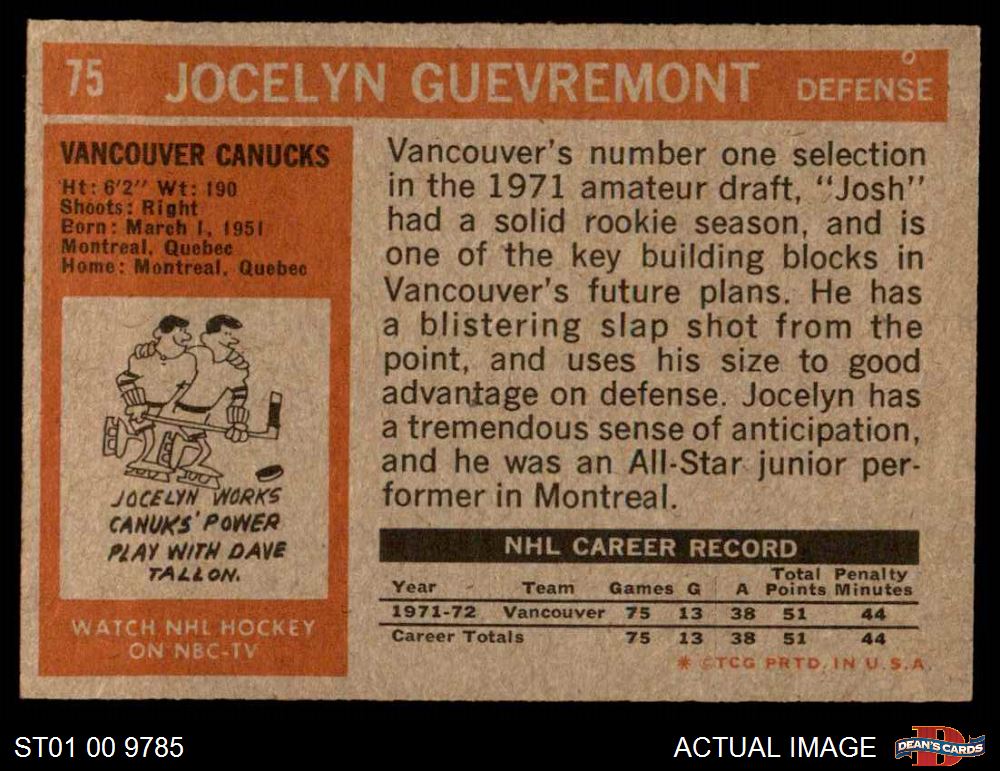 75 JOCELYN GUEVREMONT DEFENSE
VANCOUVER CANUCKS
Ht: 6'2" Wt: 190
Shoots: Right
Born: March 1, 1951
Montreal, Quebec
Home: Montreal, Quebec
JOCELYN WORKS
CANUKS' POWER
PLAY WITH DAVE
TALLON.
WATCH NHL HOCKEY
ON NBC-TV
Vancouver's number one selection
in the 1971 amateur draft, "Josh"
had a solid rookie season, and is
one of the key building blocks in
Vancouver's future plans. He has
a blistering slap shot from the
point, and uses his size to good
advantage on defense. Jocelyn has
a tremendous sense of anticipation,
and he was an All-Star junior per-
former in Montreal.
NHL CAREER RECORD
Total Penalty
Year Team Games G A Points Minutes
1971-72 Vancouver 75 13 38 51 44
Career Totals 75 13 38 51 44
* ©TCG PRTD. IN U.S.A.
ST01 00 9785
ACTUAL IMAGE
D
DEAN'S CARDS